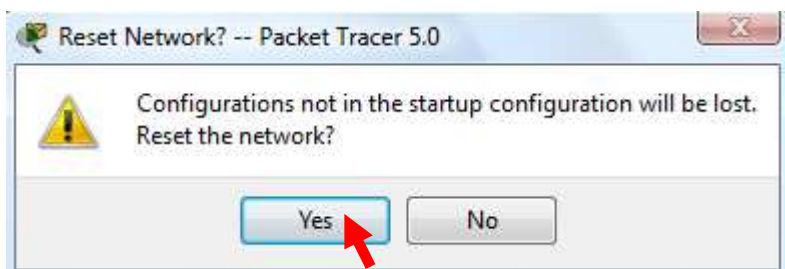 Reset Network? -- Packet Tracer 5.0
Configurations not in the startup configuration will be lost.
Reset the network?
Yes No